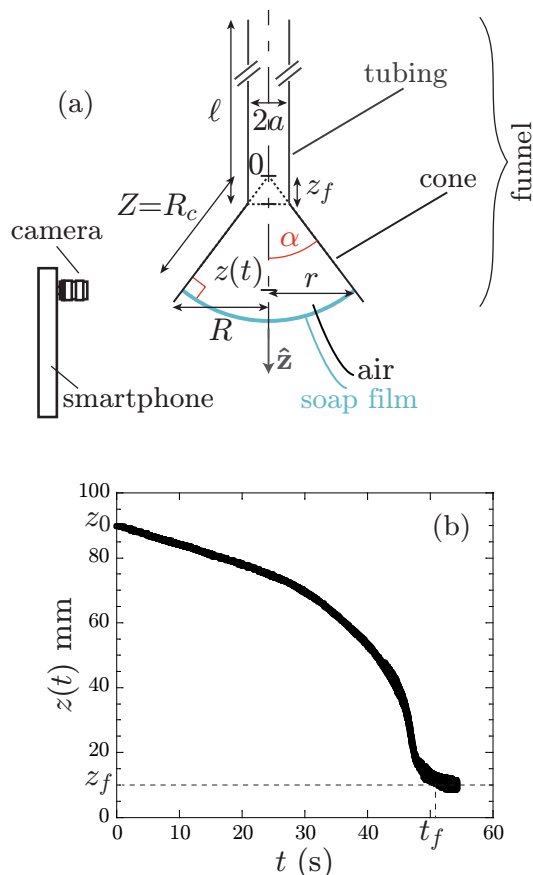 (a)
ℓ
2a
tubing
0
z_f
cone
funnel
Z=R_c
α
camera
z(t)
r
R
ẑ
air
smartphone
soap film
(b)
100
z_0
80
60
40
20
z_f
0
z(t) mm
0 10 20 30 40 50 60
t_f
t (s)